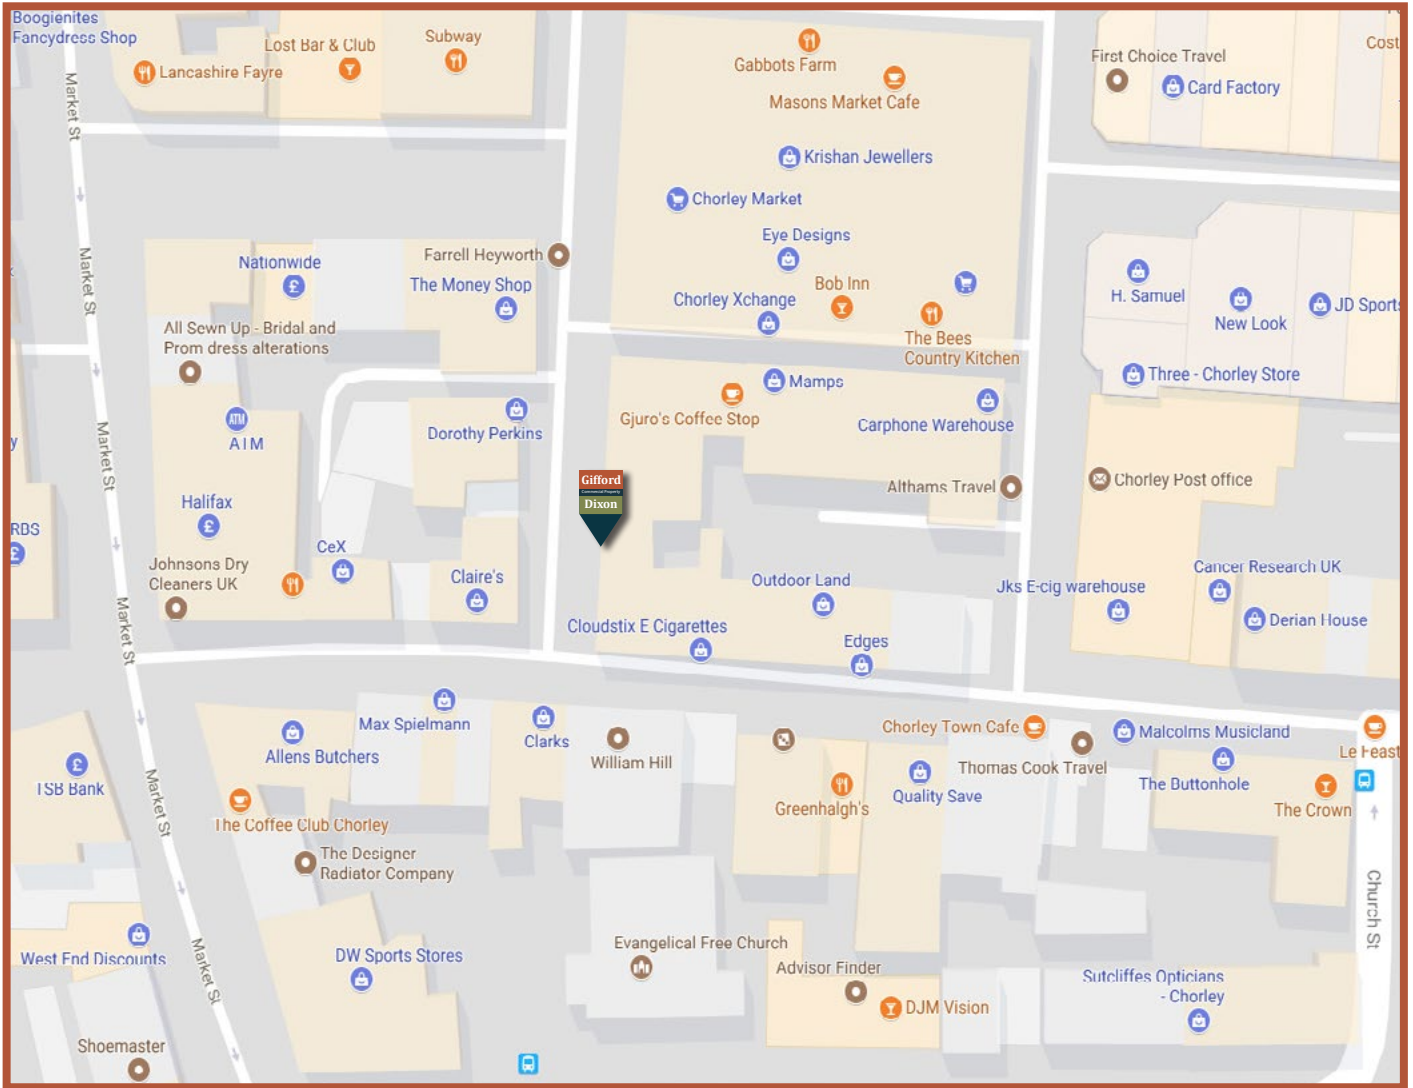 Boogienites
Fancydress Shop
Lancashire Fayre
Lost Bar & Club
Subway
Gabbots Farm
Masons Market Cafe
First Choice Travel
Card Factory
Cost
Market St
Krishan Jewellers
Chorley Market
Eye Designs
Bob Inn
Chorley Xchange
The Bees
Country Kitchen
Farrell Heyworth
Nationwide
The Money Shop
All Sewn Up - Bridal and
Prom dress alterations
Market St
H. Samuel
New Look
JD Sports
Three - Chorley Store
ATM
ATM
Mamps
Gjuro's Coffee Stop
Carphone Warehouse
Dorothy Perkins
Market St
Gifford
Commercial Property
Dixon
Althams Travel
Chorley Post office
Halifax
RBS
CeX
Johnsons Dry
Cleaners UK
Claire's
Outdoor Land
Jks E-cig warehouse
Cancer Research UK
Derian House
Market St
Cloudstix E Cigarettes
Edges
Max Spielmann
Allens Butchers
Clarks
William Hill
Chorley Town Cafe
Thomas Cook Travel
Malcolms Musicland
The Buttonhole
Le Feast
The Crown
TSB Bank
Market St
The Coffee Club Chorley
Greenhalgh's
Quality Save
The Designer
Radiator Company
Church St
West End Discounts
Market St
DW Sports Stores
Evangelical Free Church
Advisor Finder
DJM Vision
Sutcliffes Opticians
- Chorley
Shoemaster